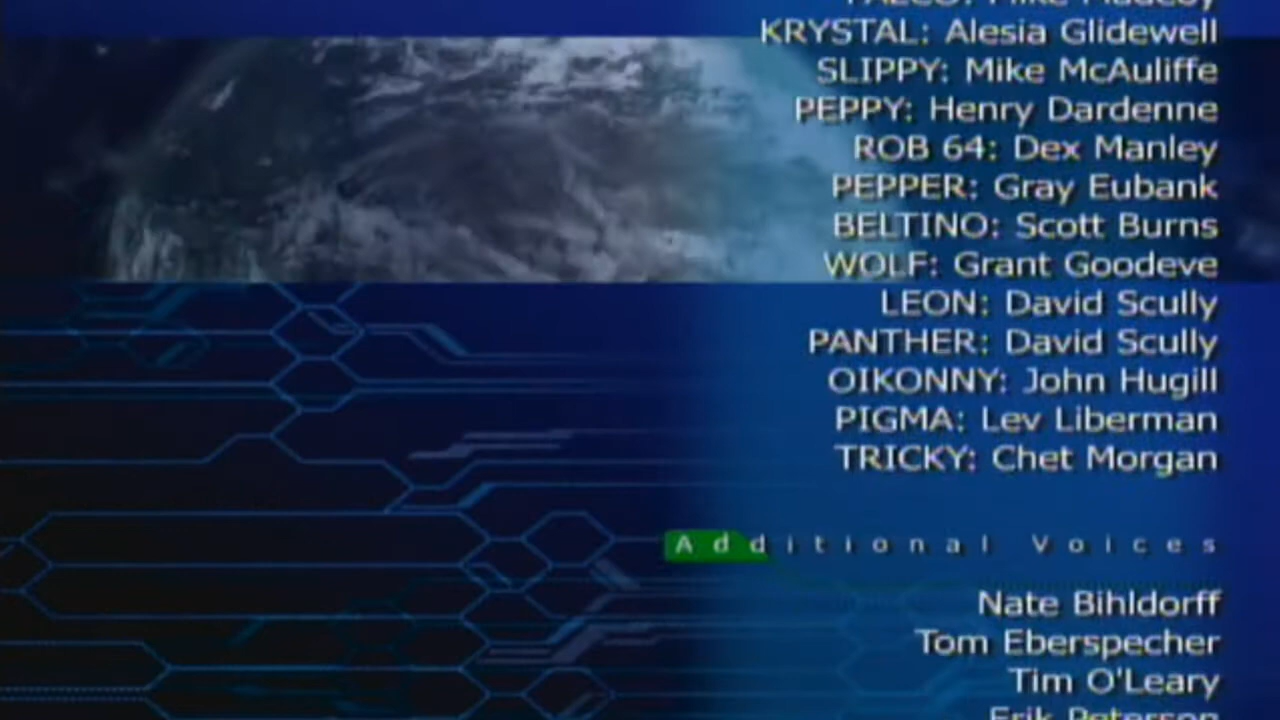 KRYSTAL: Alesia Glidewell
SLIPPY: Mike McAuliffe
PEPPY: Henry Dardenne
ROB 64: Dex Manley
PEPPER: Gray Eubank
BELTINO: Scott Burns
WOLF: Grant Goodeve
LEON: David Scully
PANTHER: David Scully
OIKONNY: John Hugill
PIGMA: Lev Liberman
TRICKY: Chet Morgan
Additional Voices
Nate Bihldorff
Tom Eberspecher
Tim O'Leary
Erik Peterson